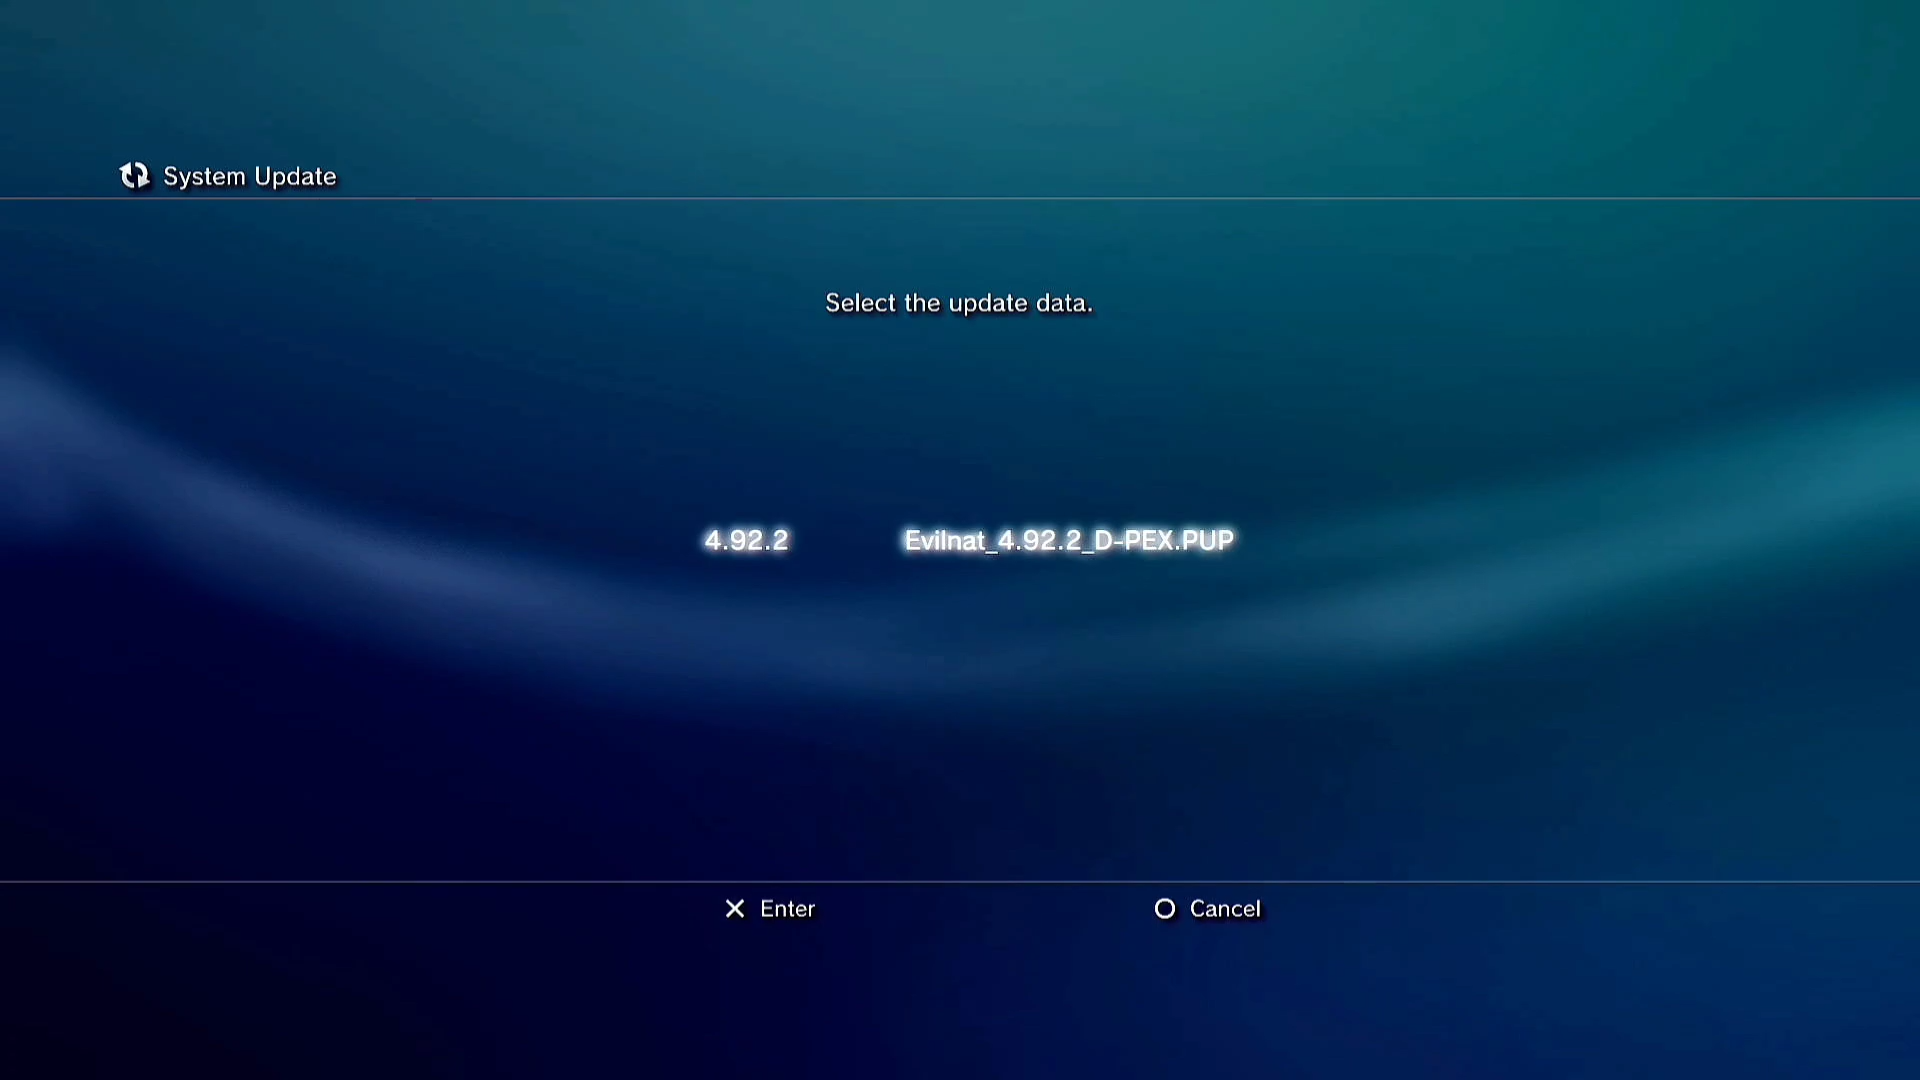 System Update
Select the update data.
4.92.2 Evilnat_4.92.2_D-PEX.PUP
Enter Cancel